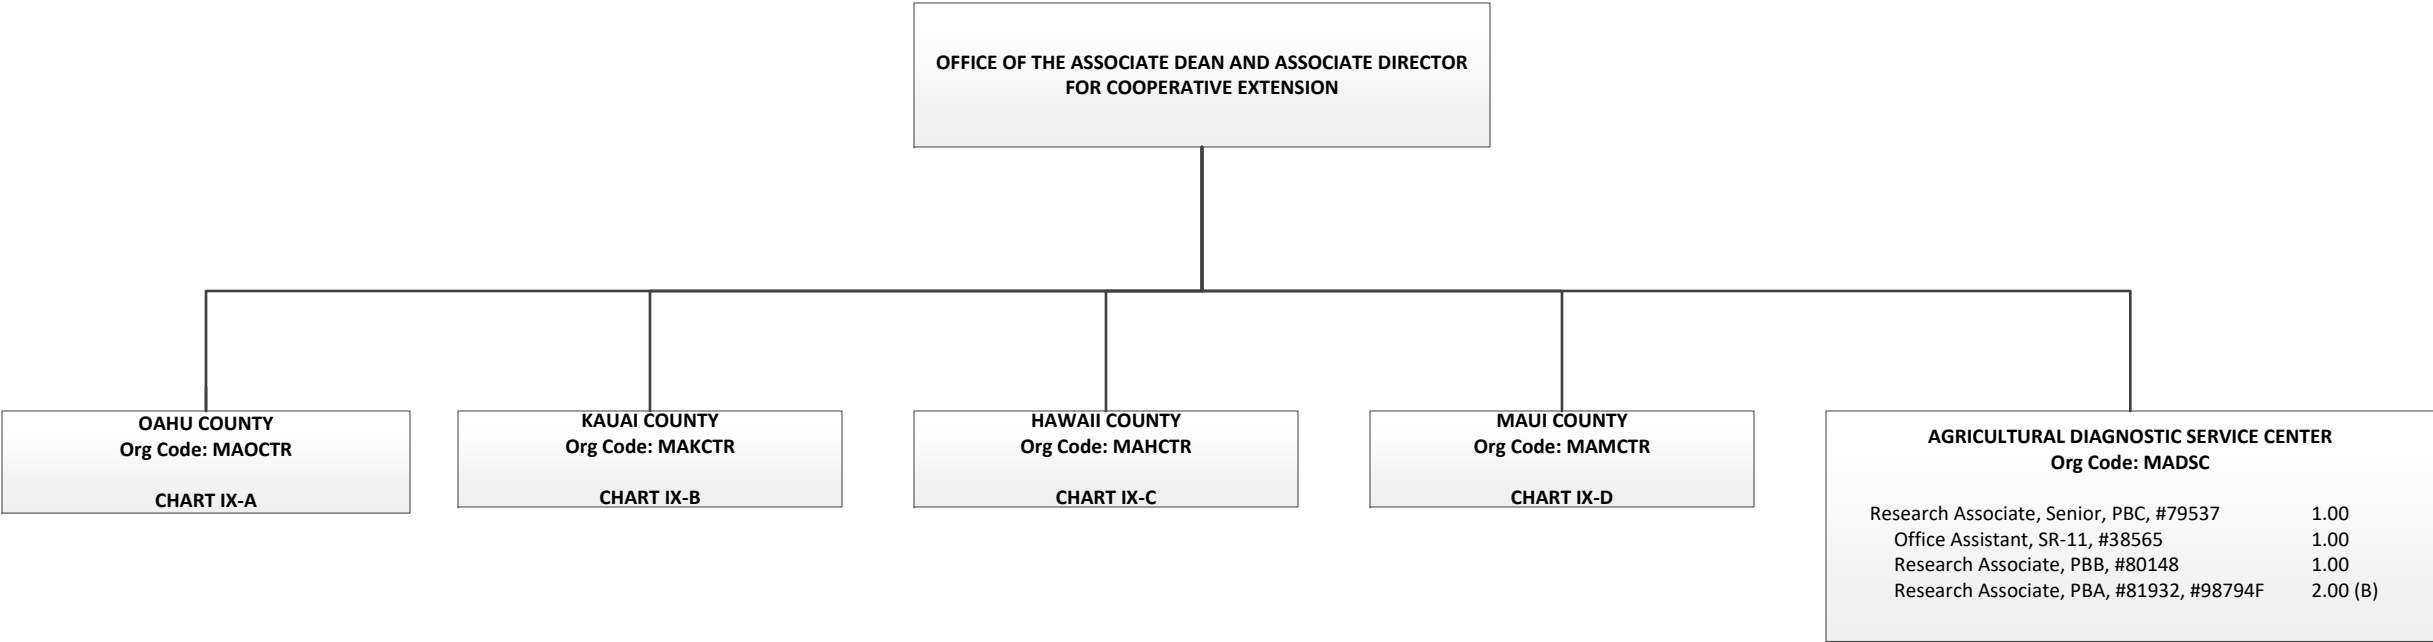 OFFICE OF THE ASSOCIATE DEAN AND ASSOCIATE DIRECTOR
FOR COOPERATIVE EXTENSION
OAHU COUNTY
Org Code: MAOCTR
CHART IX-A
KAUAI COUNTY
Org Code: MAKCTR
CHART IX-B
HAWAII COUNTY
Org Code: MAHCTR
CHART IX-C
MAUI COUNTY
Org Code: MAMCTR
CHART IX-D
AGRICULTURAL DIAGNOSTIC SERVICE CENTER
Org Code: MADSC
Research Associate, Senior, PBC, #79537 1.00
Office Assistant, SR-11, #38565 1.00
Research Associate, PBB, #80148 1.00
Research Associate, PBA, #81932, #98794F 2.00 (B)